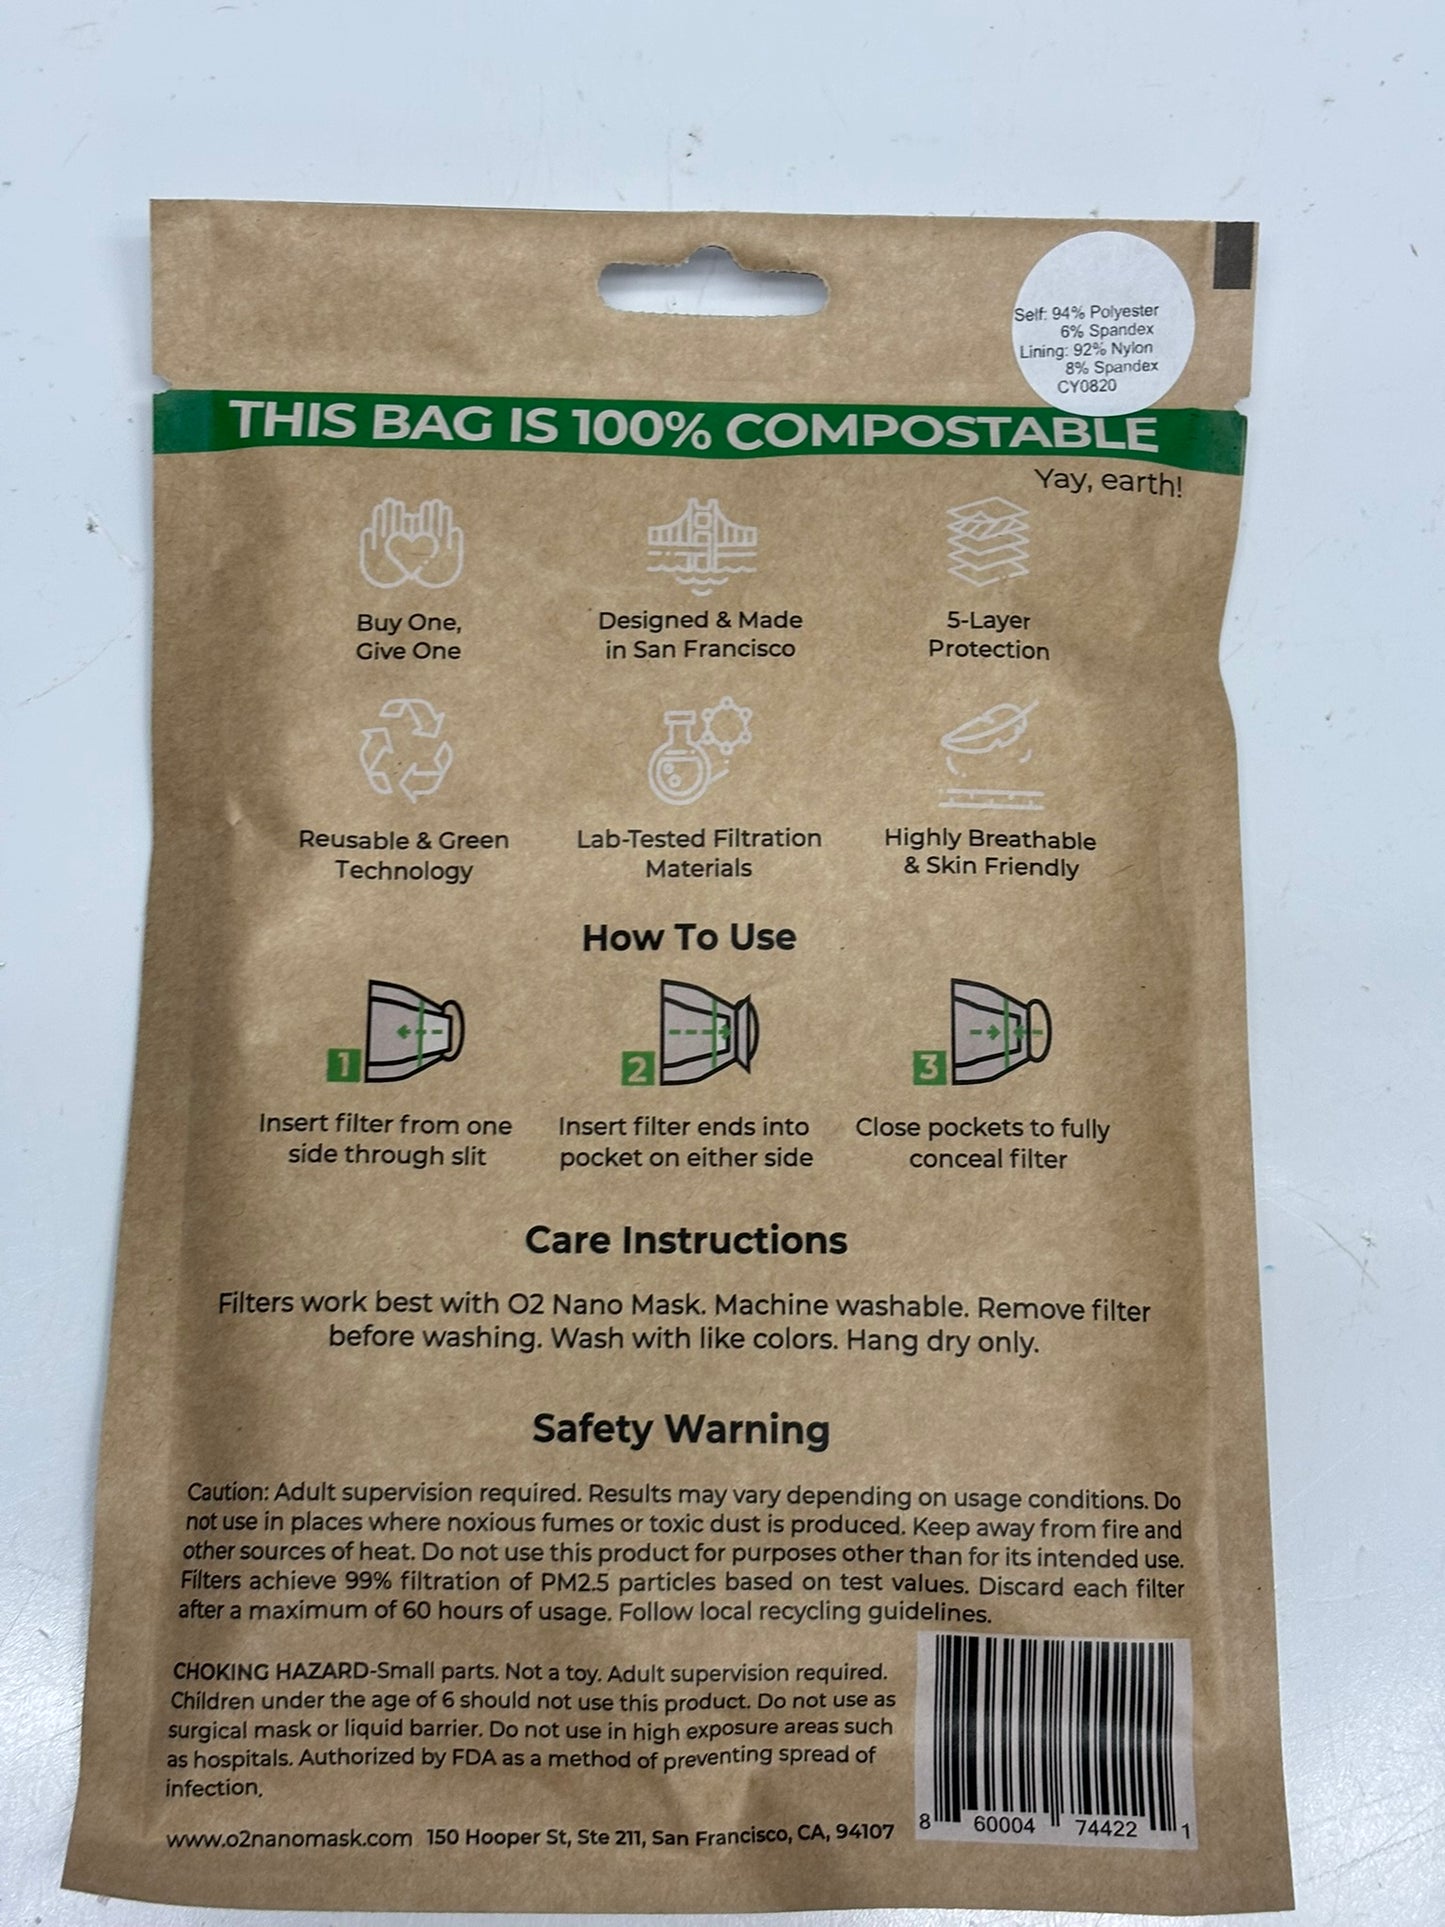 Self: 94% Polyester
6% Spandex
Lining: 92% Nylon
8% Spandex
CY0820
THIS BAG IS 100% COMPOSTABLE
Yay, earth!
Buy One,
Give One
Designed & Made
in San Francisco
5-Layer
Protection
Reusable & Green
Technology
Lab-Tested Filtration
Materials
Highly Breathable
& Skin Friendly
How To Use
1
Insert filter from one
side through slit
2
Insert filter ends into
pocket on either side
3
Close pockets to fully
conceal filter
Care Instructions
Filters work best with O2 Nano Mask. Machine washable. Remove filter
before washing. Wash with like colors. Hang dry only.
Safety Warning
Caution: Adult supervision required. Results may vary depending on usage conditions. Do
not use in places where noxious fumes or toxic dust is produced. Keep away from fire and
other sources of heat. Do not use this product for purposes other than for its intended use.
Filters achieve 99% filtration of PM2.5 particles based on test values. Discard each filter
after a maximum of 60 hours of usage. Follow local recycling guidelines.
CHOKING HAZARD-Small parts. Not a toy. Adult supervision required.
Children under the age of 6 should not use this product. Do not use as
surgical mask or liquid barrier. Do not use in high exposure areas such
as hospitals. Authorized by FDA as a method of preventing spread of
infection.
www.o2nanomask.com 150 Hooper St, Ste 211, San Francisco, CA, 94107
8 60004 74422 1